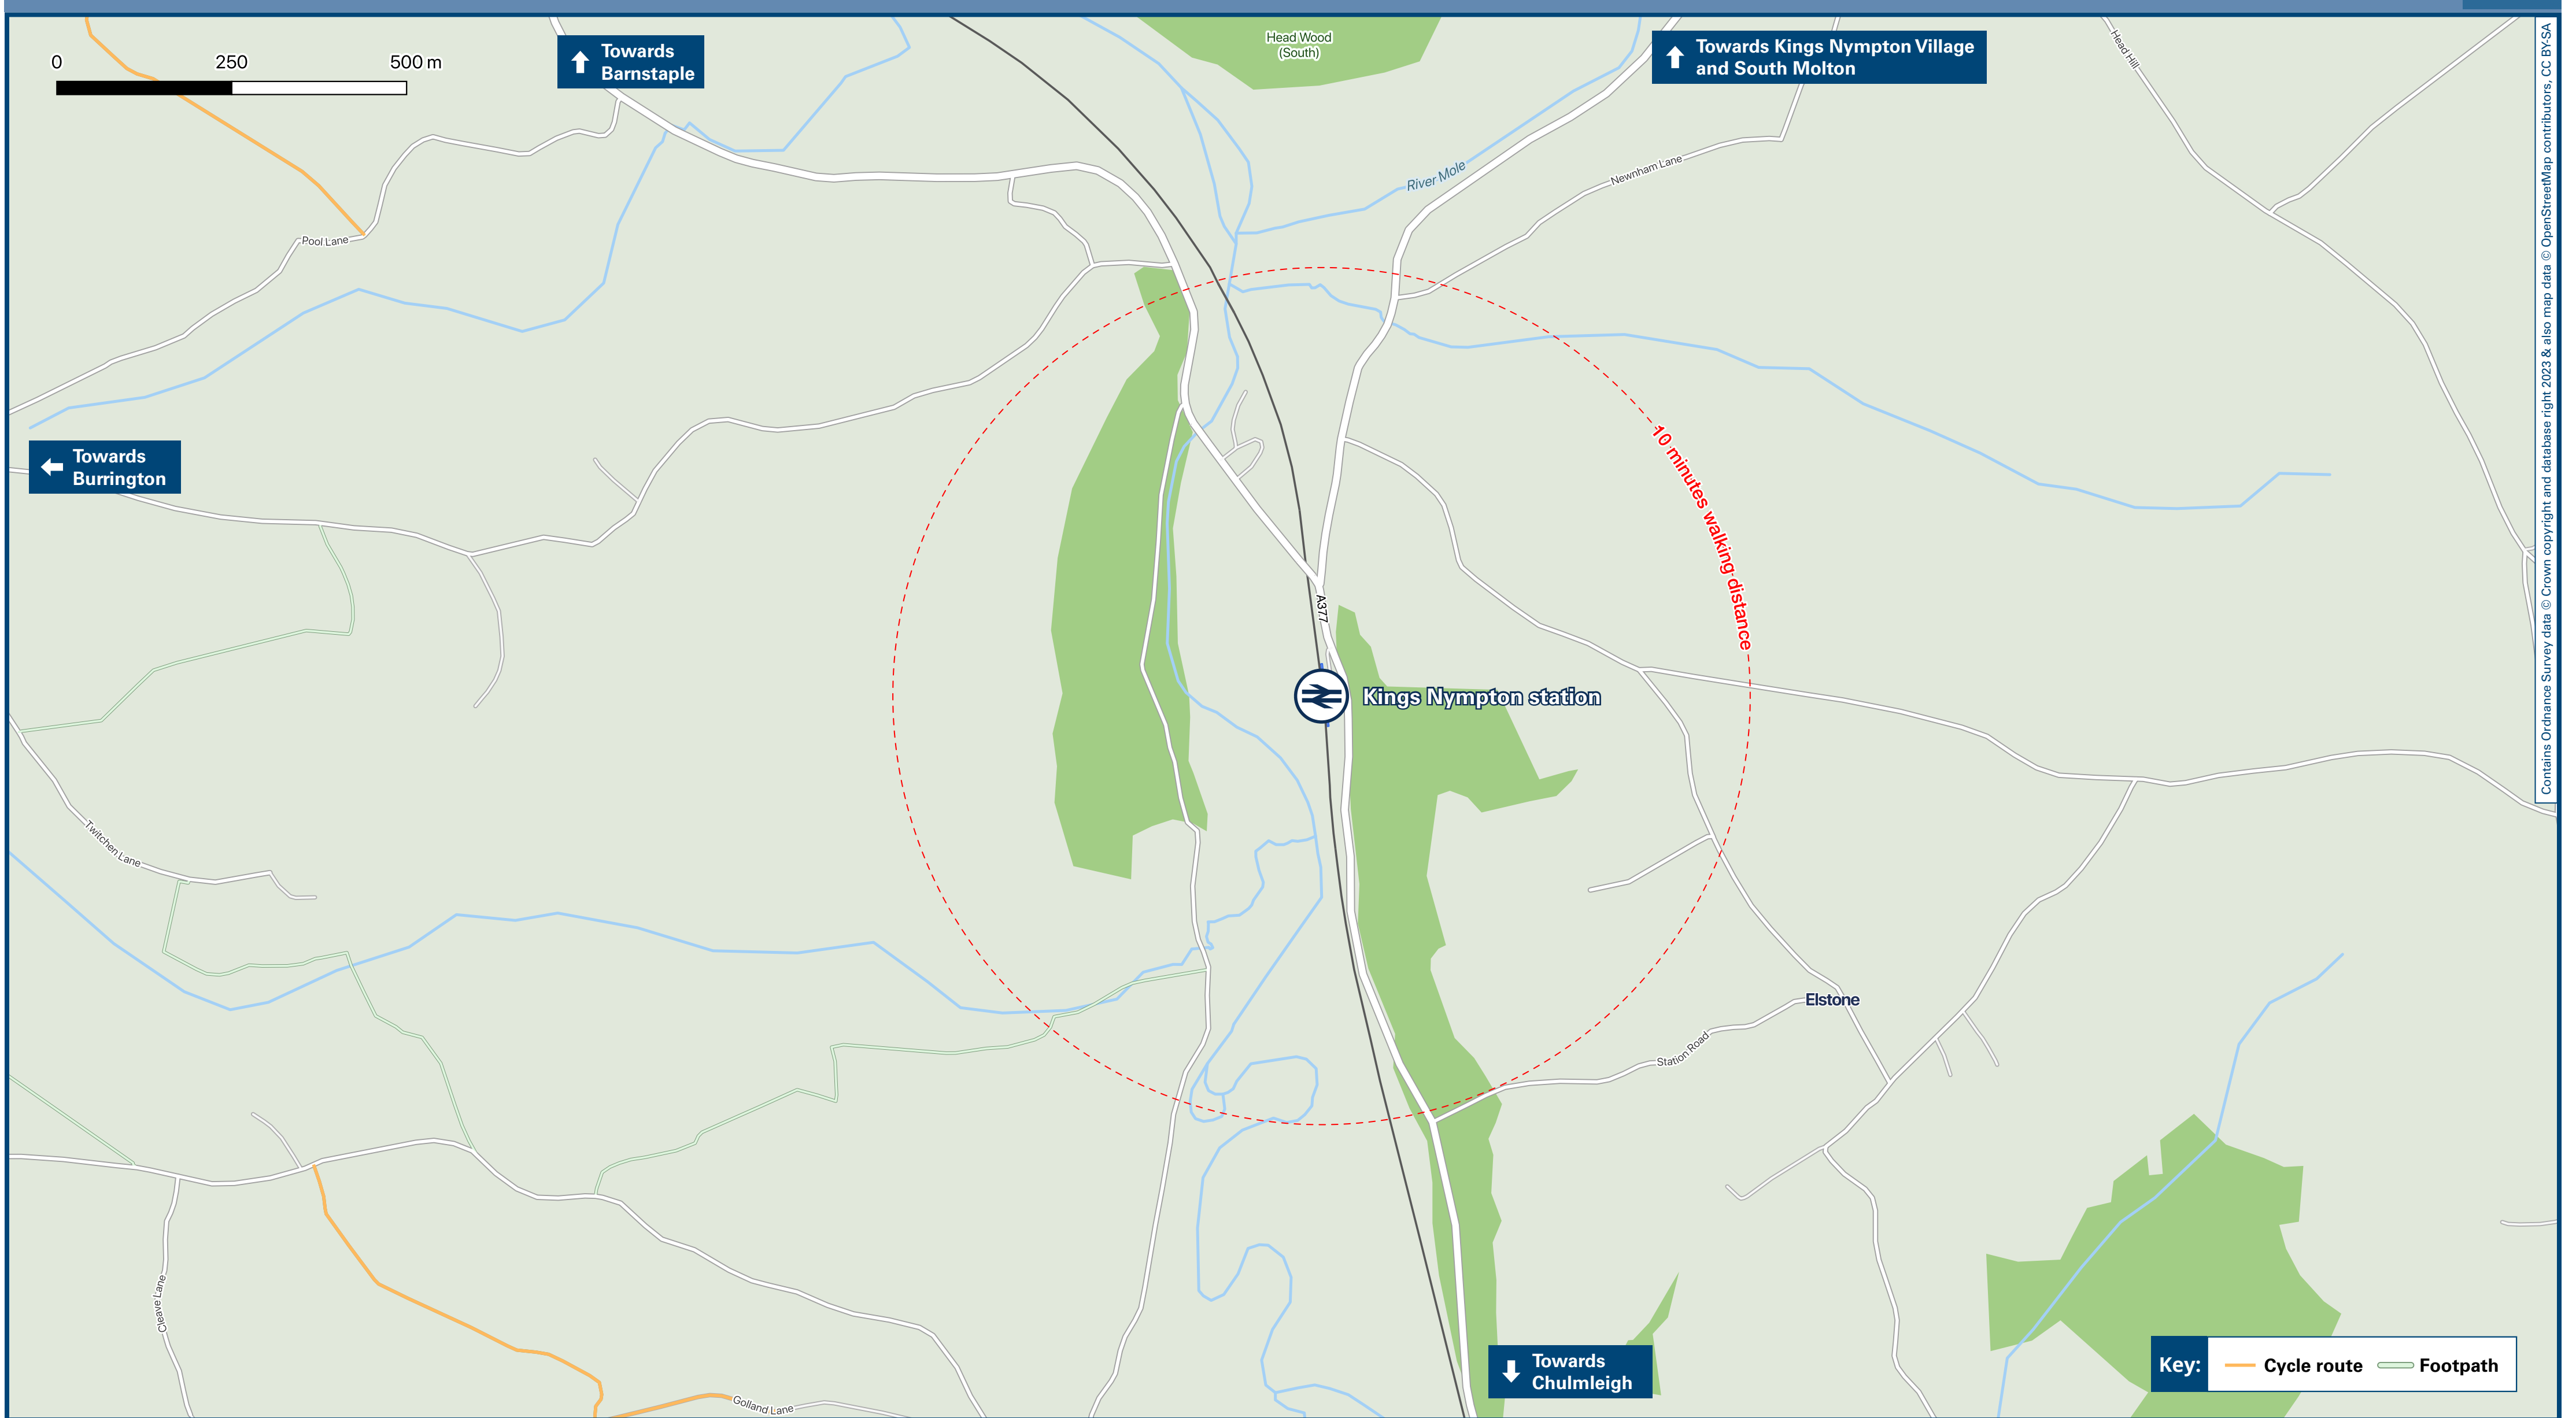 0 250 500 m
Towards
Barnstaple
Head Wood
(South)
Towards Kings Nympton Village
and South Molton
Head Hill
River Mole
Newnham Lane
Pool Lane
Towards
Burrington
10 minutes walking distance
A377
Kings Nympton station
Twitchen Lane
Elstone
Station Road
Cleave Lane
Golland Lane
Towards
Chulmleigh
Key: Cycle route Footpath
Contains Ordnance Survey data © Crown copyright and database right 2023 & also map data © OpenStreetMap contributors, CC BY-SA